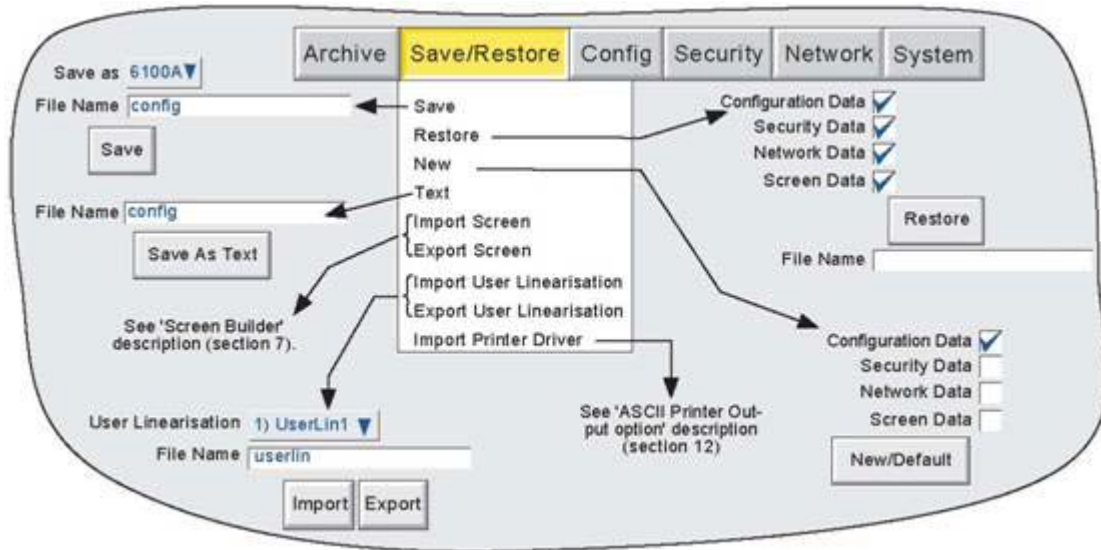 Archive Save/Restore Config Security Network System
Save as 6100A
File Name config
Save
File Name config
Save As Text
See 'Screen Builder'
description (section 7).
User Linearisation 1) UserLin1
File Name userlin
Import Export
Save
Restore
New
Text
Import Screen
Export Screen
Import User Linearisation
Export User Linearisation
Import Printer Driver
See 'ASCII Printer Out-
put option' description
(section 12)
Configuration Data
Security Data
Network Data
Screen Data
Restore
File Name
Configuration Data
Security Data
Network Data
Screen Data
New/Default